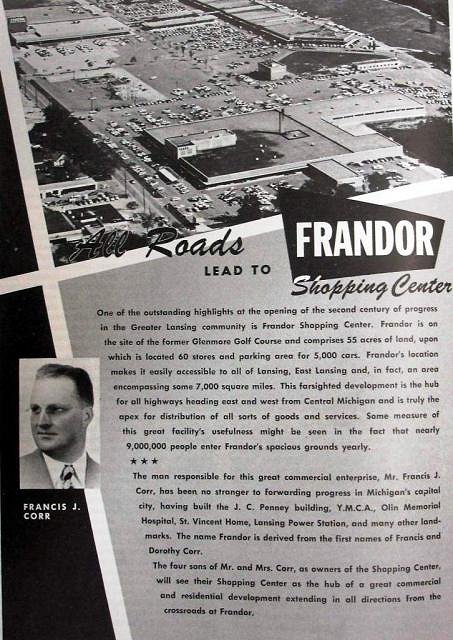 All Roads
LEAD TO
FRANDOR
Shopping Center
One of the outstanding highlights at the opening of the second century of progress
in the Greater Lansing community is Frandor Shopping Center. Frandor is on
the site of the former Glenmore Golf Course and comprises 55 acres of land, upon
which is located 60 stores and parking area for 5,000 cars. Frandor's location
makes it easily accessible to all of Lansing, East Lansing and, in fact, an area
encompassing some 7,000 square miles. This farsighted development is the hub
for all highways heading east and west from Central Michigan and is truly the
apex for distribution of all sorts of goods and services. Some measure of
this great facility's usefulness might be seen in the fact that nearly
9,000,000 people enter Frandor's spacious grounds yearly.
★ ★ ★
The man responsible for this great commercial enterprise, Mr. Francis J.
Corr, has been no stranger to forwarding progress in Michigan's capital
city, having built the J. C. Penney building, Y.M.C.A., Olin Memorial
Hospital, St. Vincent Home, Lansing Power Station, and many other land-
marks. The name Frandor is derived from the first names of Francis and
Dorothy Corr.
The four sons of Mr. and Mrs. Corr, as owners of the Shopping Center,
will see their Shopping Center as the hub of a great commercial
and residential development extending in all directions from the
crossroads at Frandor.
FRANCIS J.
CORR